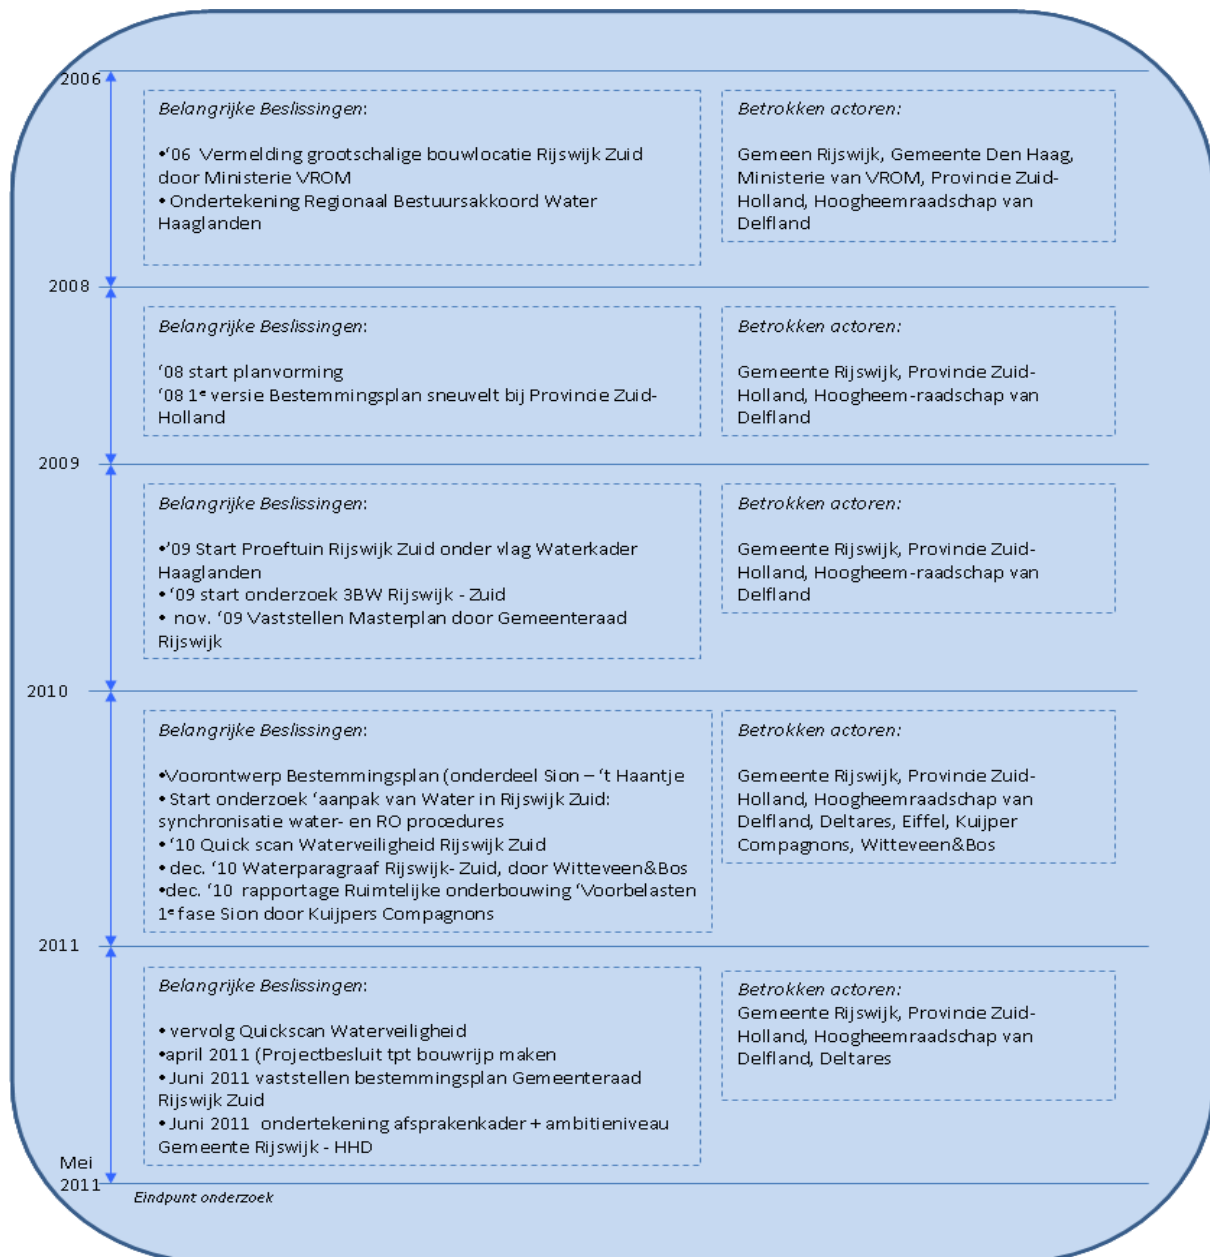 2006
Belangrijke Beslissingen:
•‘06 Vermelding grootschalige bouwlocatie Rijswijk Zuid
door Ministerie VROM
• Ondertekening Regionaal Bestuursakkoord Water
Haaglanden
Betrokken actoren:
Gemeen Rijswijk, Gemeente Den Haag,
Ministerie van VROM, Provincie Zuid-
Holland, Hoogheemraadschap van
Delfland
2008
Belangrijke Beslissingen:
‘08 start planvorming
‘08 1e versie Bestemmingsplan sneuvelt bij Provincie Zuid-
Holland
Betrokken actoren:
Gemeente Rijswijk, Provincie Zuid-
Holland, Hoogheem-raadschap van
Delfland
2009
Belangrijke Beslissingen:
•’09 Start Proeftuin Rijswijk Zuid onder vlag Waterkader
Haaglanden
• ‘09 start onderzoek 3BW Rijswijk - Zuid
• nov. ‘09 Vaststellen Masterplan door Gemeenteraad
Rijswijk
Betrokken actoren:
Gemeente Rijswijk, Provincie Zuid-
Holland, Hoogheem-raadschap van
Delfland
2010
Belangrijke Beslissingen:
•Voorontwerp Bestemmingsplan (onderdeel Sion – ‘t Haantje
• Start onderzoek ‘aanpak van Water in Rijswijk Zuid:
synchronisatie water- en RO procedures
• ‘10 Quick scan Waterveiligheid Rijswijk Zuid
• dec. ‘10 Waterparagraaf Rijswijk- Zuid, door Witteveen&Bos
•dec. ‘10 rapportage Ruimtelijke onderbouwing ‘Voorbelasten
1e fase Sion door Kuijpers Compagnons
Betrokken actoren:
Gemeente Rijswijk, Provincie Zuid-
Holland, Hoogheemraadschap van
Delfland, Deltares, Eiffel, Kuijper
Compagnons, Witteveen&Bos
2011
Belangrijke Beslissingen:
• vervolg Quickscan Waterveiligheid
•april 2011 (Projectbesluit tpt bouwrijp maken
• Juni 2011 vaststellen bestemmingsplan Gemeenteraad
Rijswijk Zuid
• Juni 2011 ondertekening afsprakenkader + ambitieniveau
Gemeente Rijswijk - HHD
Betrokken actoren:
Gemeente Rijswijk, Provincie Zuid-
Holland, Hoogheemraadschap van
Delfland, Deltares
Mei
2011
Eindpunt onderzoek